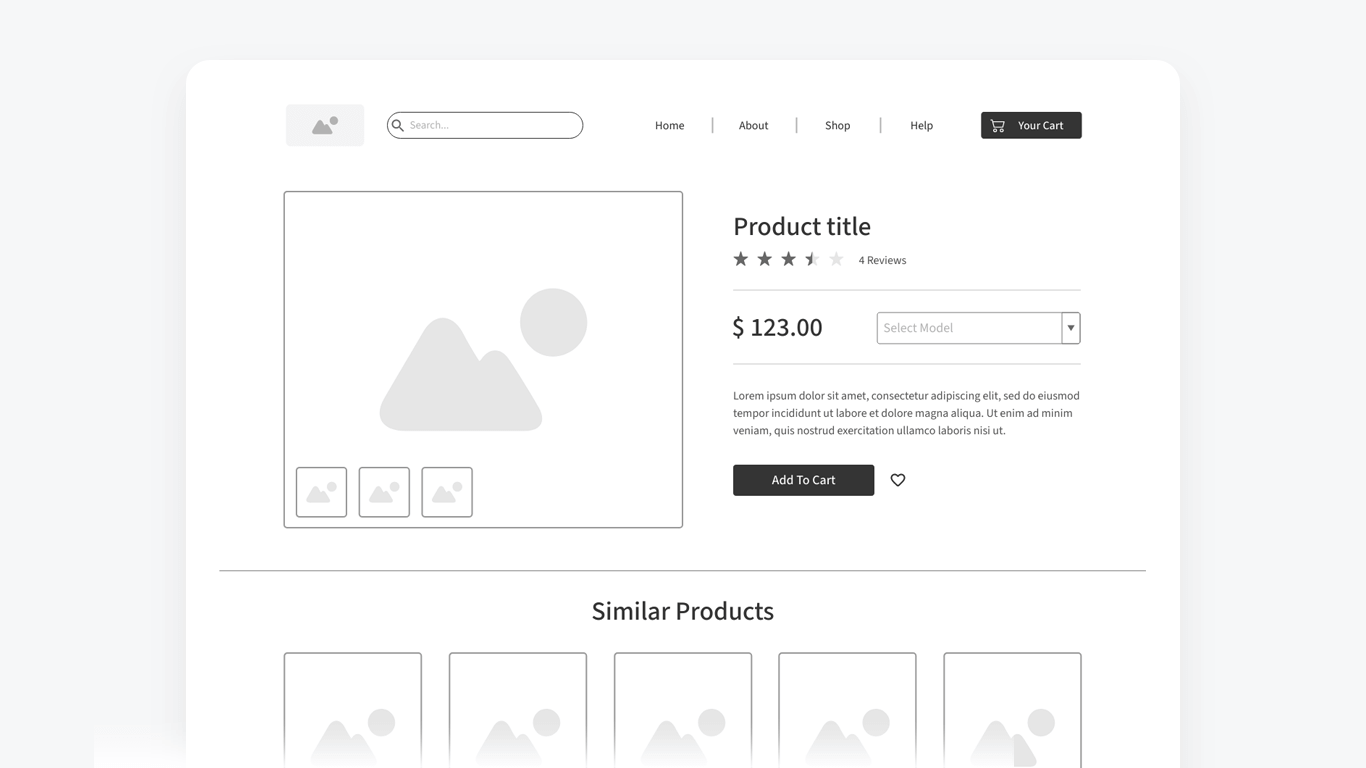 Search...
Home
About
Shop
Help
Your Cart
Product title
4 Reviews
$ 123.00
Select Model
Lorem ipsum dolor sit amet, consectetur adipiscing elit, sed do eiusmod
tempor incididunt ut labore et dolore magna aliqua. Ut enim ad minim
veniam, quis nostrud exercitation ullamco laboris nisi ut.
Add To Cart
Similar Products